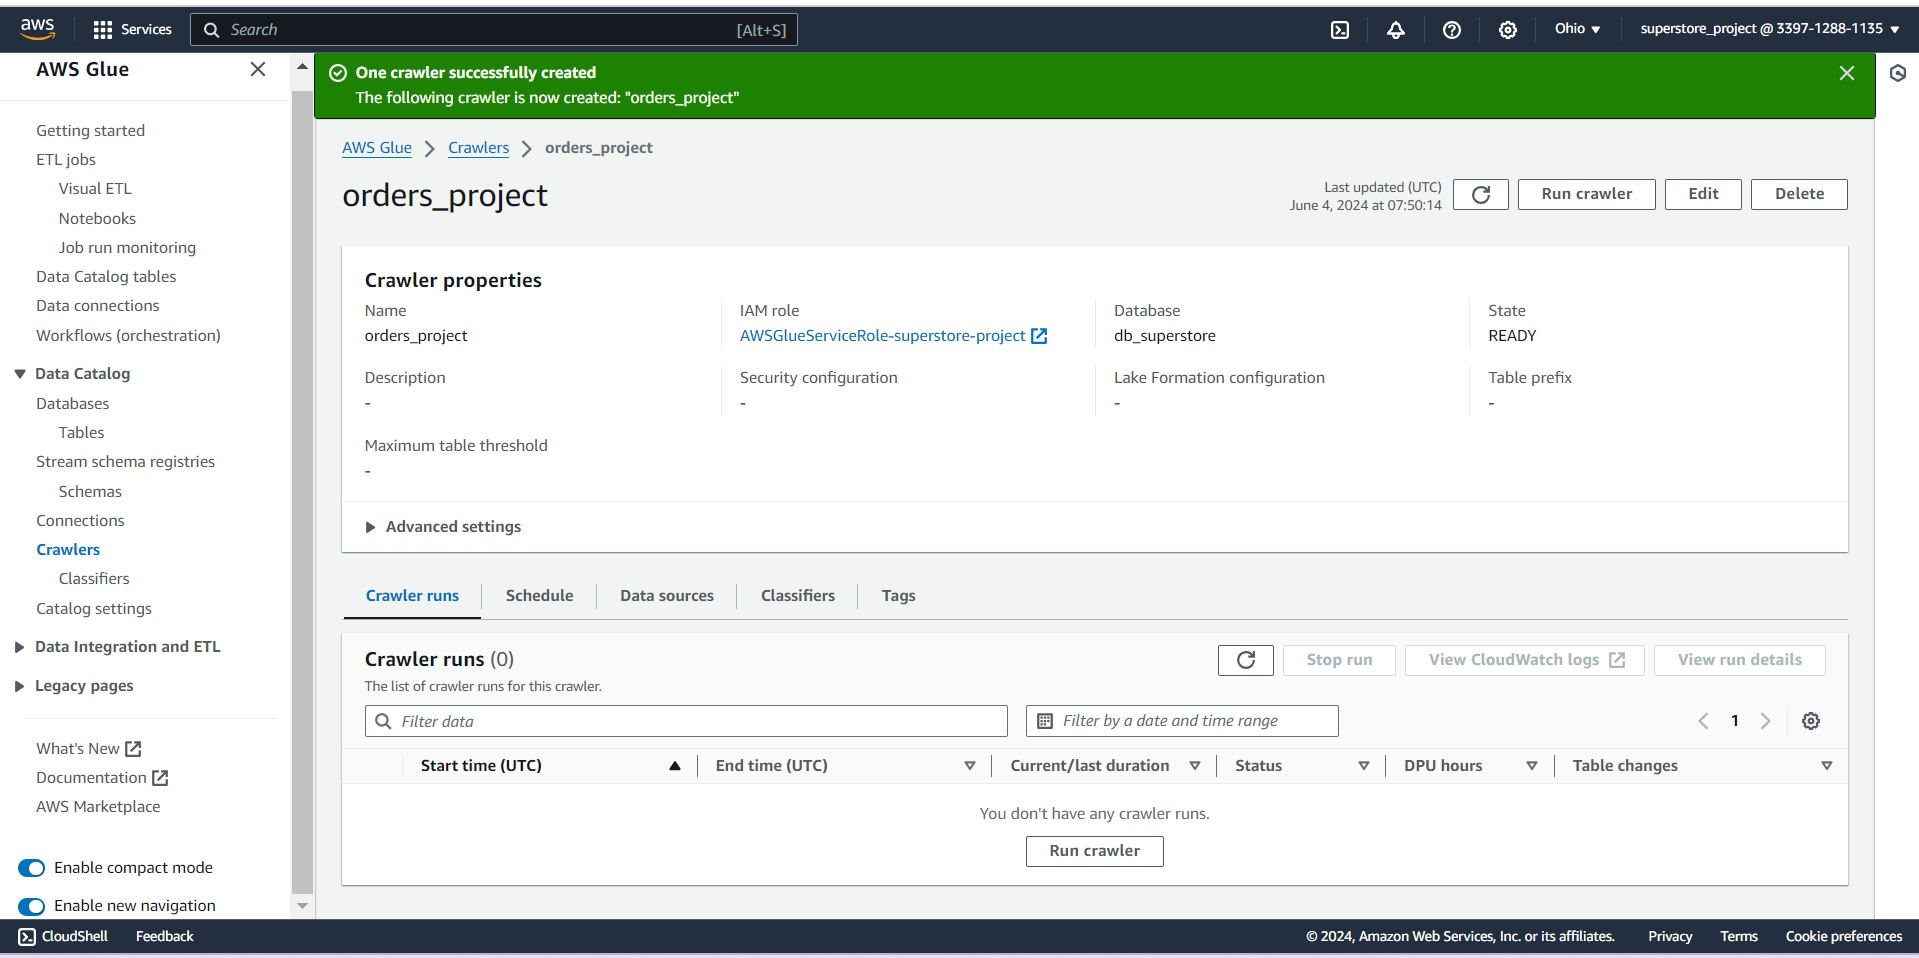 aws
Services
Search
[Alt+S]
Ohio
superstore_project @ 3397-1288-1135
AWS Glue
Getting started
ETL jobs
Visual ETL
Notebooks
Job run monitoring
Data Catalog tables
Data connections
Workflows (orchestration)
Data Catalog
Databases
Tables
Stream schema registries
Schemas
Connections
Crawlers
Classifiers
Catalog settings
Data Integration and ETL
Legacy pages
What's New
Documentation
AWS Marketplace
Enable compact mode
Enable new navigation
One crawler successfully created
The following crawler is now created: "orders_project"
AWS Glue
Crawlers
orders_project
orders_project
Last updated (UTC)
June 4, 2024 at 07:50:14
Run crawler
Edit
Delete
Crawler properties
Name
orders_project
IAM role
AWSGlueServiceRole-superstore-project
Database
db_superstore
State
READY
Description
-
Security configuration
-
Lake Formation configuration
-
Table prefix
-
Maximum table threshold
-
Advanced settings
Crawler runs
Schedule
Data sources
Classifiers
Tags
Crawler runs (0)
The list of crawler runs for this crawler.
Stop run
View CloudWatch logs
View run details
Filter data
Filter by a date and time range
1
Start time (UTC)
End time (UTC)
Current/last duration
Status
DPU hours
Table changes
You don't have any crawler runs.
Run crawler
CloudShell
Feedback
© 2024, Amazon Web Services, Inc. or its affiliates.
Privacy
Terms
Cookie preferences